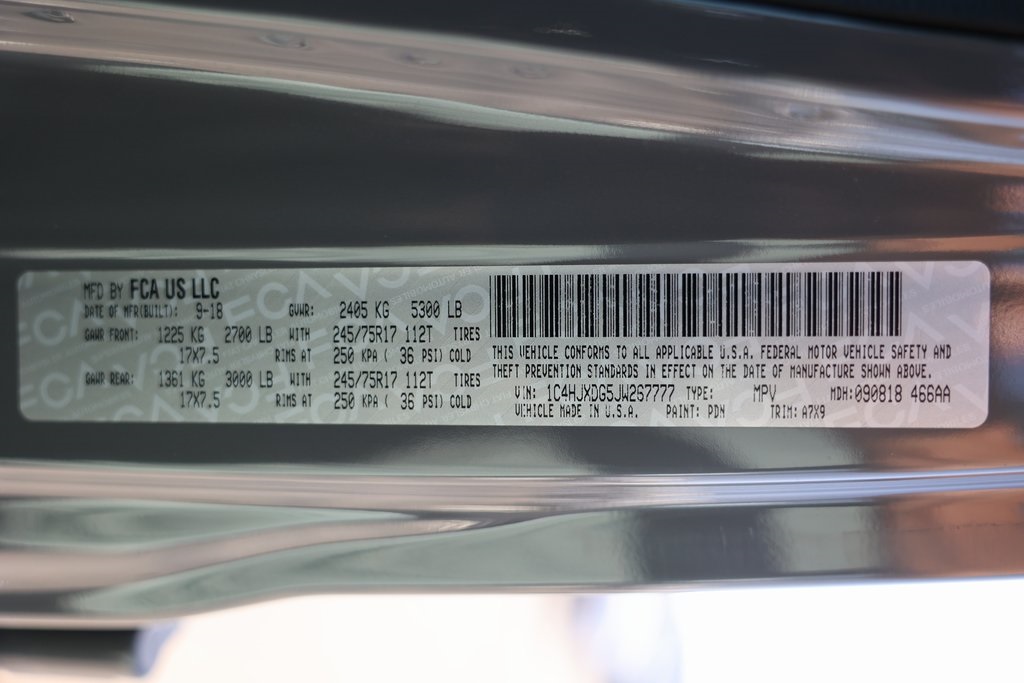 MFD BY FCA US LLC
DATE OF MFR(BUILT): 9-18 GVWR: 2405 KG 5300 LB
GAWR FRONT: 1225 KG 2700 LB WITH 245/75R17 112T TIRES
17X7.5 RIMS AT 250 KPA ( 36 PSI) COLD
GAWR REAR: 1361 KG 3000 LB WITH 245/75R17 112T TIRES
17X7.5 RIMS AT 250 KPA ( 36 PSI) COLD
THIS VEHICLE CONFORMS TO ALL APPLICABLE U.S.A. FEDERAL MOTOR VEHICLE SAFETY AND
THEFT PREVENTION STANDARDS IN EFFECT ON THE DATE OF MANUFACTURE SHOWN ABOVE.
VIN: 1C4HJXDG5JW267777 TYPE: MPV MDH:090818 466AA
VEHICLE MADE IN U.S.A. PAINT: PDN TRIM: A7X9